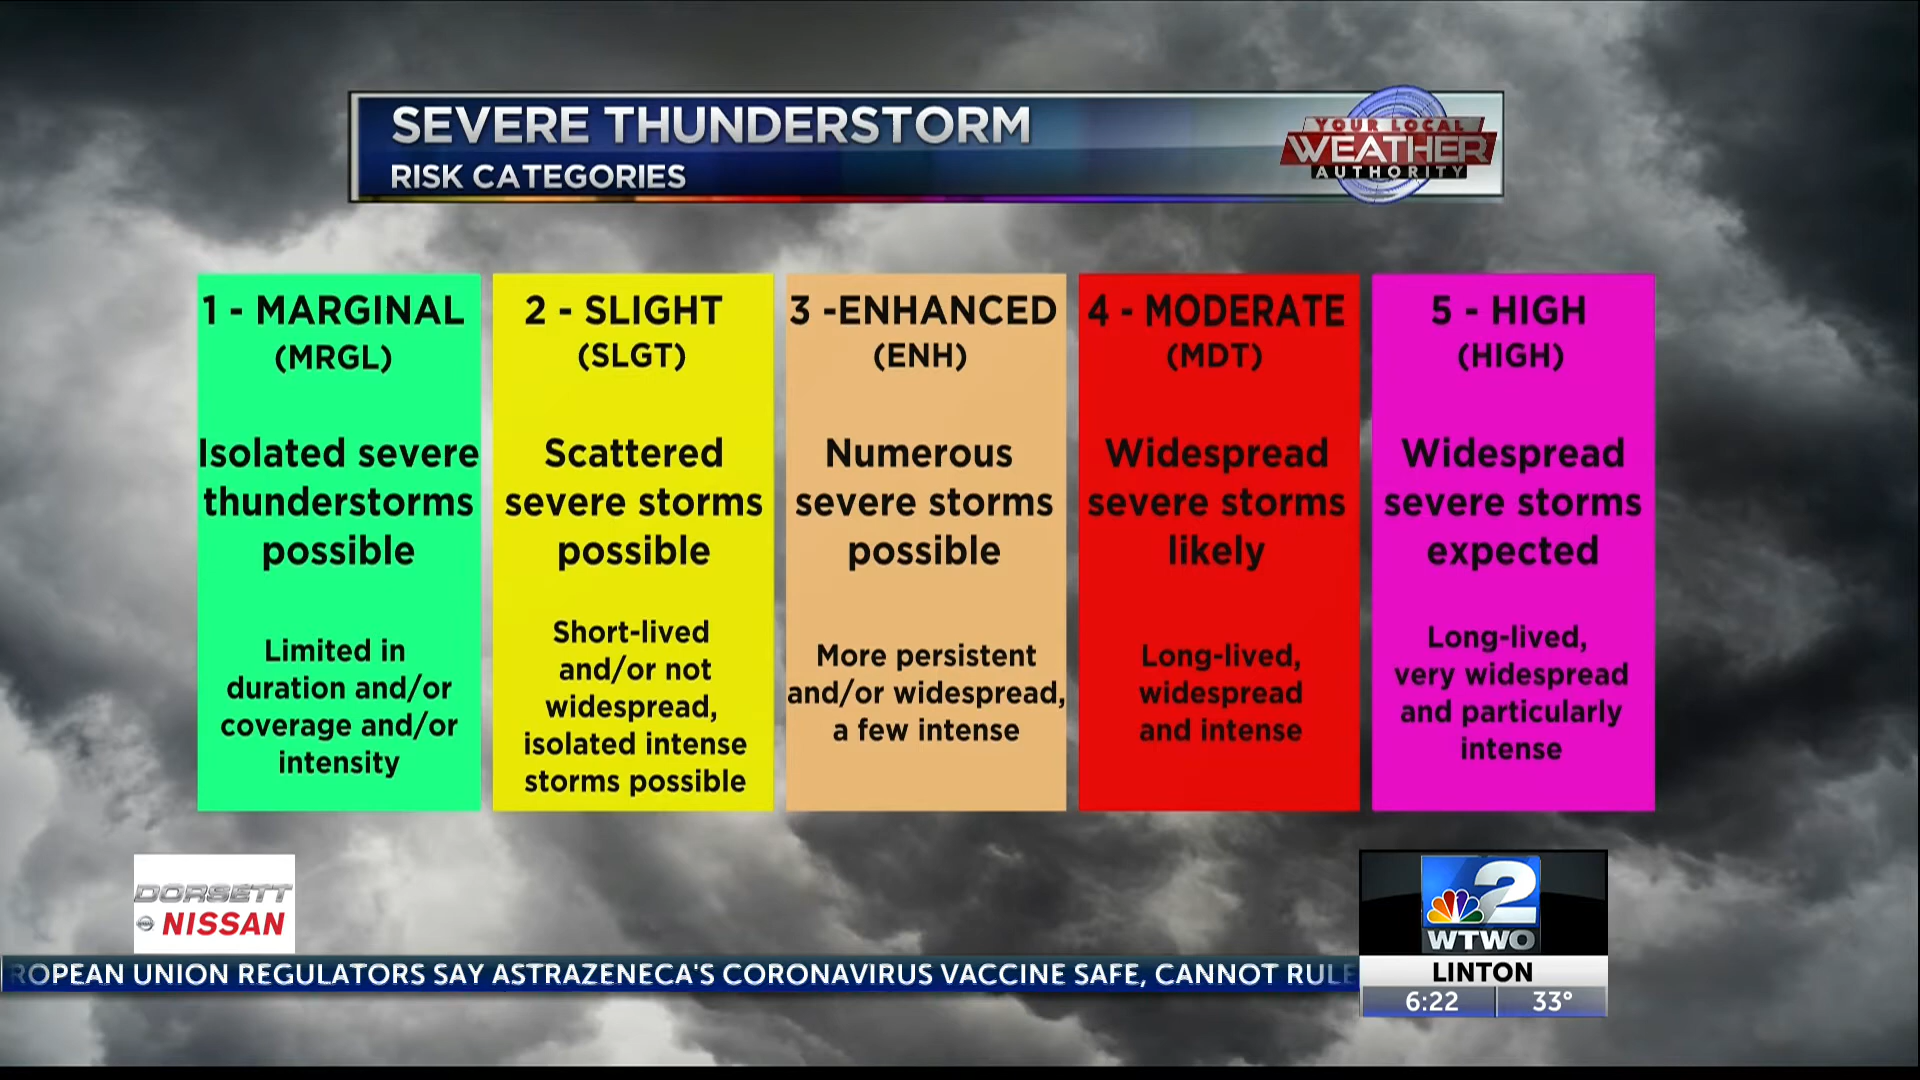 SEVERE THUNDERSTORM
RISK CATEGORIES
YOUR LOCAL
WEATHER
AUTHORITY
1 - MARGINAL
(MRGL)
Isolated severe
thunderstorms
possible
Limited in
duration and/or
coverage and/or
intensity
2 - SLIGHT
(SLGT)
Scattered
severe storms
possible
Short-lived
and/or not
widespread,
isolated intense
storms possible
3 -ENHANCED
(ENH)
Numerous
severe storms
possible
More persistent
and/or widespread,
a few intense
4 - MODERATE
(MDT)
Widespread
severe storms
likely
Long-lived,
widespread
and intense
5 - HIGH
(HIGH)
Widespread
severe storms
expected
Long-lived,
very widespread
and particularly
intense
DORSETT
NISSAN
2
WTWO
LINTON
6:22 33°
ROPEAN UNION REGULATORS SAY ASTRAZENECA'S CORONAVIRUS VACCINE SAFE, CANNOT RULE